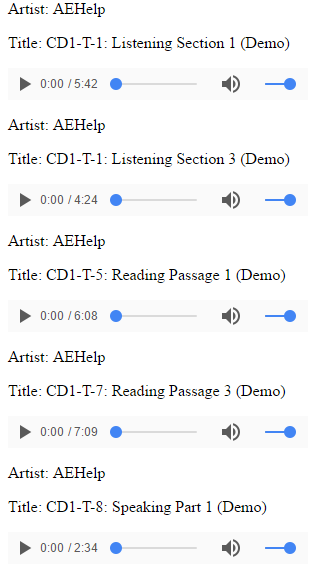 Artist: AEHelp
Title: CD1-T-1: Listening Section 1 (Demo)
0:00 / 5:42
Artist: AEHelp
Title: CD1-T-1: Listening Section 3 (Demo)
0:00 / 4:24
Artist: AEHelp
Title: CD1-T-5: Reading Passage 1 (Demo)
0:00 / 6:08
Artist: AEHelp
Title: CD1-T-7: Reading Passage 3 (Demo)
0:00 / 7:09
Artist: AEHelp
Title: CD1-T-8: Speaking Part 1 (Demo)
0:00 / 2:34